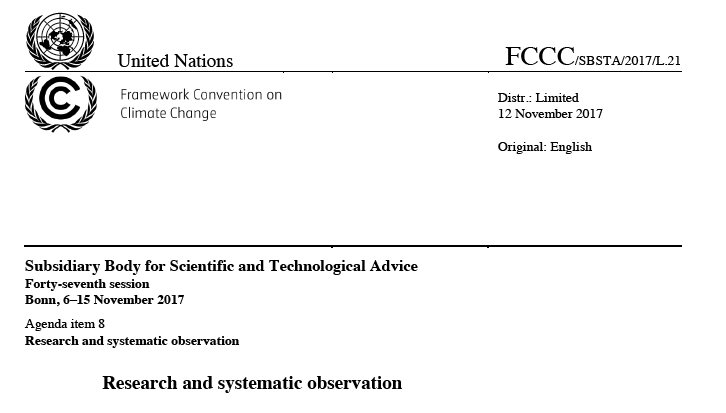 United Nations
FCCC/SBSTA/2017/L.21
Framework Convention on
Climate Change
Distr.: Limited
12 November 2017
Original: English
Subsidiary Body for Scientific and Technological Advice
Forty-seventh session
Bonn, 6–15 November 2017
Agenda item 8
Research and systematic observation
Research and systematic observation